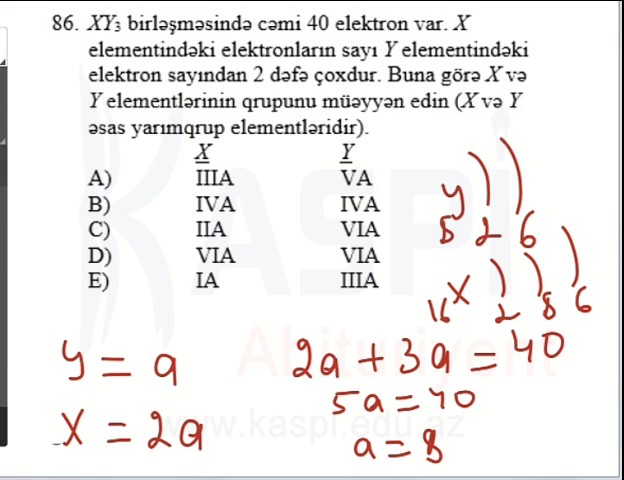 86. XY₃ birləşməsində cəmi 40 elektron var. X
elementindəki elektronların sayı Y elementindəki
elektron sayından 2 dəfə çoxdur. Buna görə X və
Y elementlərinin qrupunu müəyyən edin (X və Y
əsas yarımqrup elementləridir).
X Y
A) IIIA VA
B) IVA IVA
C) IIA VIA
D) VIA VIA
E) IA IIIA
y ) )
8 2 6
X ) ) )
16 2 8 6
y = a
x = 2a
2a + 3a = 40
5a = 40
a = 8
KASPİ
Abituriyent
www.kaspi.edu.az